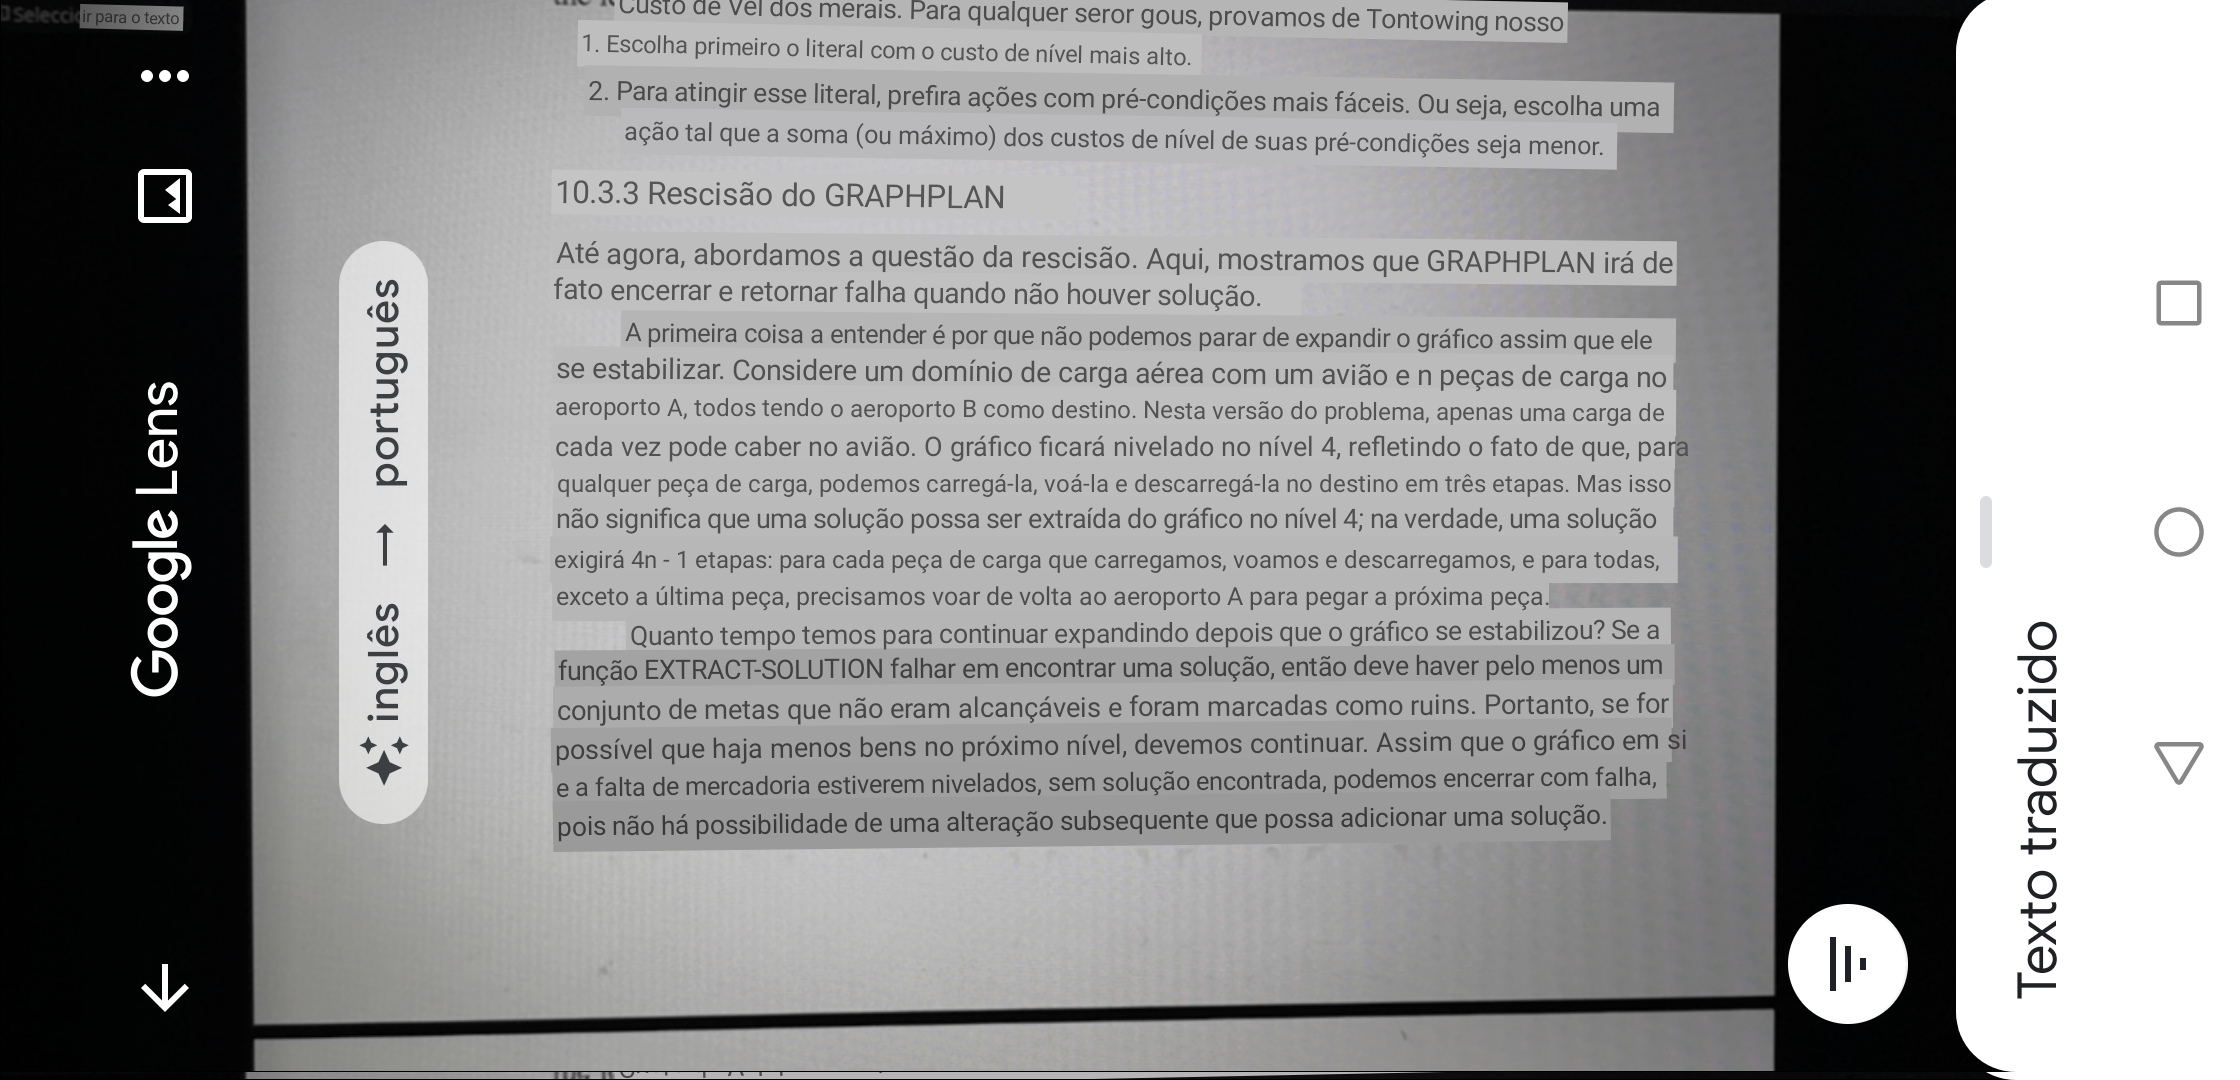 Selecci
ir para o texto
Google Lens
inglês → português
Custo de Vel dos merais. Para qualquer seror gous, provamos de Tontowing nosso
1. Escolha primeiro o literal com o custo de nível mais alto.
2. Para atingir esse literal, prefira ações com pré-condições mais fáceis. Ou seja, escolha uma
ação tal que a soma (ou máximo) dos custos de nível de suas pré-condições seja menor.
10.3.3 Rescisão do GRAPHPLAN
Até agora, abordamos a questão da rescisão. Aqui, mostramos que GRAPHPLAN irá de
fato encerrar e retornar falha quando não houver solução.
A primeira coisa a entender é por que não podemos parar de expandir o gráfico assim que ele
se estabilizar. Considere um domínio de carga aérea com um avião e n peças de carga no
aeroporto A, todos tendo o aeroporto B como destino. Nesta versão do problema, apenas uma carga de
cada vez pode caber no avião. O gráfico ficará nivelado no nível 4, refletindo o fato de que, para
qualquer peça de carga, podemos carregá-la, voá-la e descarregá-la no destino em três etapas. Mas isso
não significa que uma solução possa ser extraída do gráfico no nível 4; na verdade, uma solução
exigirá 4n - 1 etapas: para cada peça de carga que carregamos, voamos e descarregamos, e para todas,
exceto a última peça, precisamos voar de volta ao aeroporto A para pegar a próxima peça.
Quanto tempo temos para continuar expandindo depois que o gráfico se estabilizou? Se a
função EXTRACT-SOLUTION falhar em encontrar uma solução, então deve haver pelo menos um
conjunto de metas que não eram alcançáveis e foram marcadas como ruins. Portanto, se for
possível que haja menos bens no próximo nível, devemos continuar. Assim que o gráfico em si
e a falta de mercadoria estiverem nivelados, sem solução encontrada, podemos encerrar com falha,
pois não há possibilidade de uma alteração subsequente que possa adicionar uma solução.
Texto traduzido